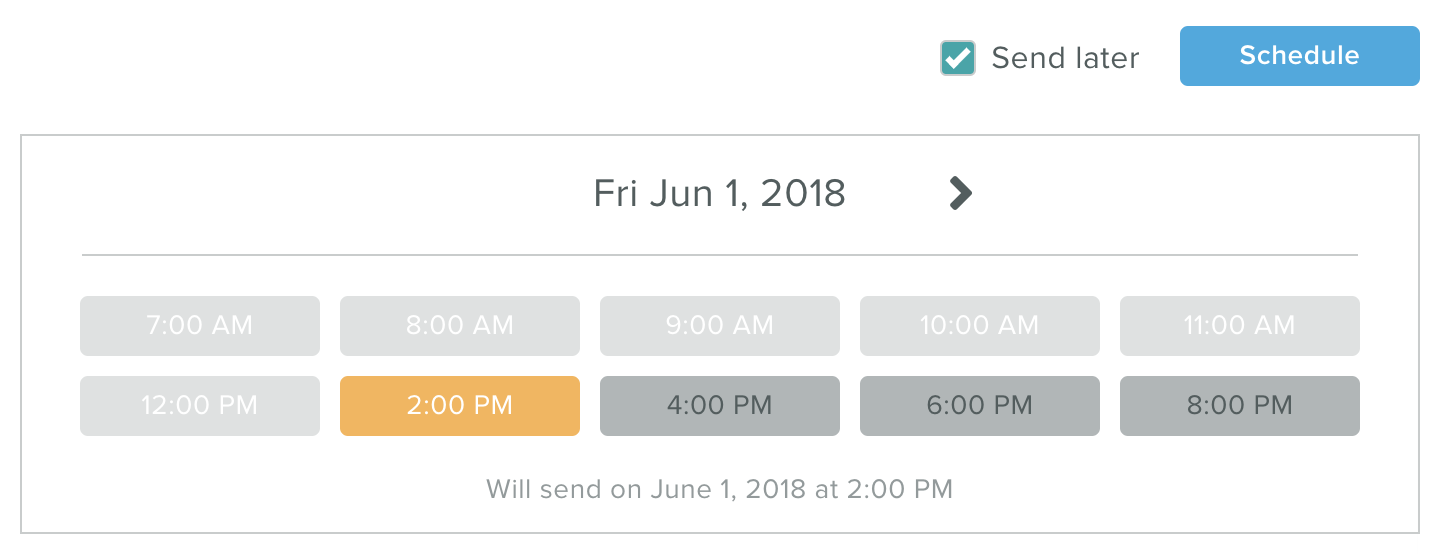 Send later Schedule
Fri Jun 1, 2018
7:00 AM 8:00 AM 9:00 AM 10:00 AM 11:00 AM
12:00 PM 2:00 PM 4:00 PM 6:00 PM 8:00 PM
Will send on June 1, 2018 at 2:00 PM